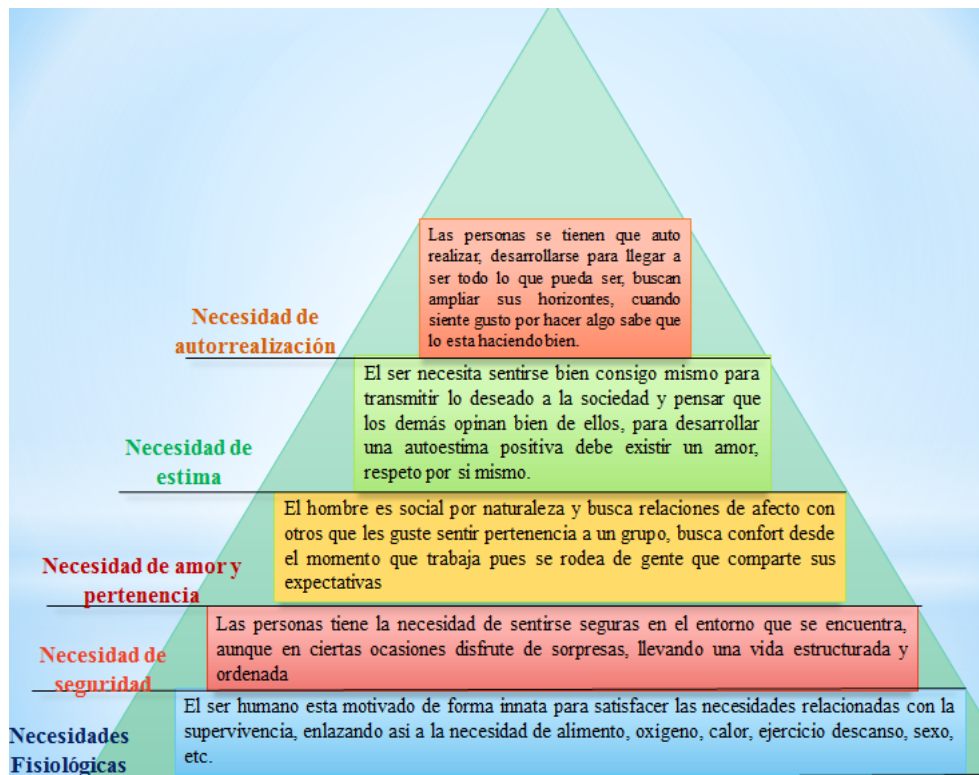 Las personas se tienen que auto
realizar, desarrollarse para llegar a
ser todo lo que pueda ser, buscan
ampliar sus horizontes, cuando
siente gusto por hacer algo sabe que
lo esta haciendo bien.
Necesidad de
autorrealización
El ser necesita sentirse bien consigo mismo para
transmitir lo deseado a la sociedad y pensar que
los demás opinan bien de ellos, para desarrollar
una autoestima positiva debe existir un amor,
respeto por si mismo.
Necesidad de
estima
El hombre es social por naturaleza y busca relaciones de afecto con
otros que les guste sentir pertenencia a un grupo, busca confort desde
el momento que trabaja pues se rodea de gente que comparte sus
expectativas
Necesidad de amor y
pertenencia
Las personas tiene la necesidad de sentirse seguras en el entorno que se encuentra,
aunque en ciertas ocasiones disfrute de sorpresas, llevando una vida estructurada y
ordenada
Necesidad de
seguridad
El ser humano esta motivado de forma innata para satisfacer las necesidades relacionadas con la
supervivencia, enlazando asi a la necesidad de alimento, oxígeno, calor, ejercicio descanso, sexo,
etc.
Necesidades
Fisiológicas